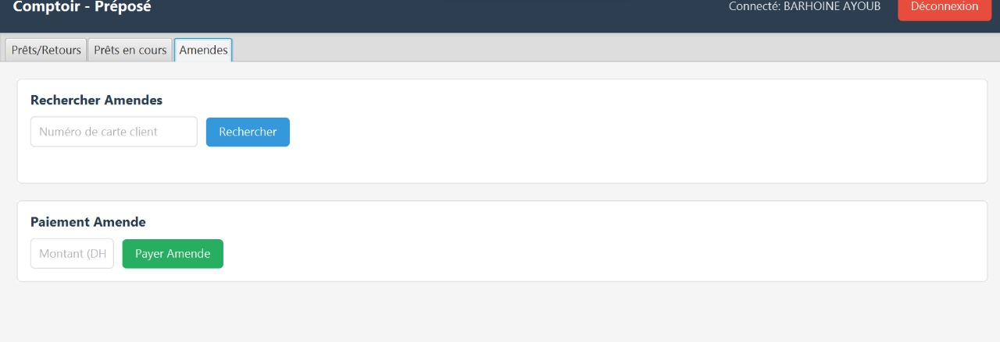 Comptoir - Préposé
Connecté: BARHOINE AYOUB
Déconnexion
Prêts/Retours
Prêts en cours
Amendes
Rechercher Amendes
Numéro de carte client
Rechercher
Paiement Amende
Montant (DH
Payer Amende